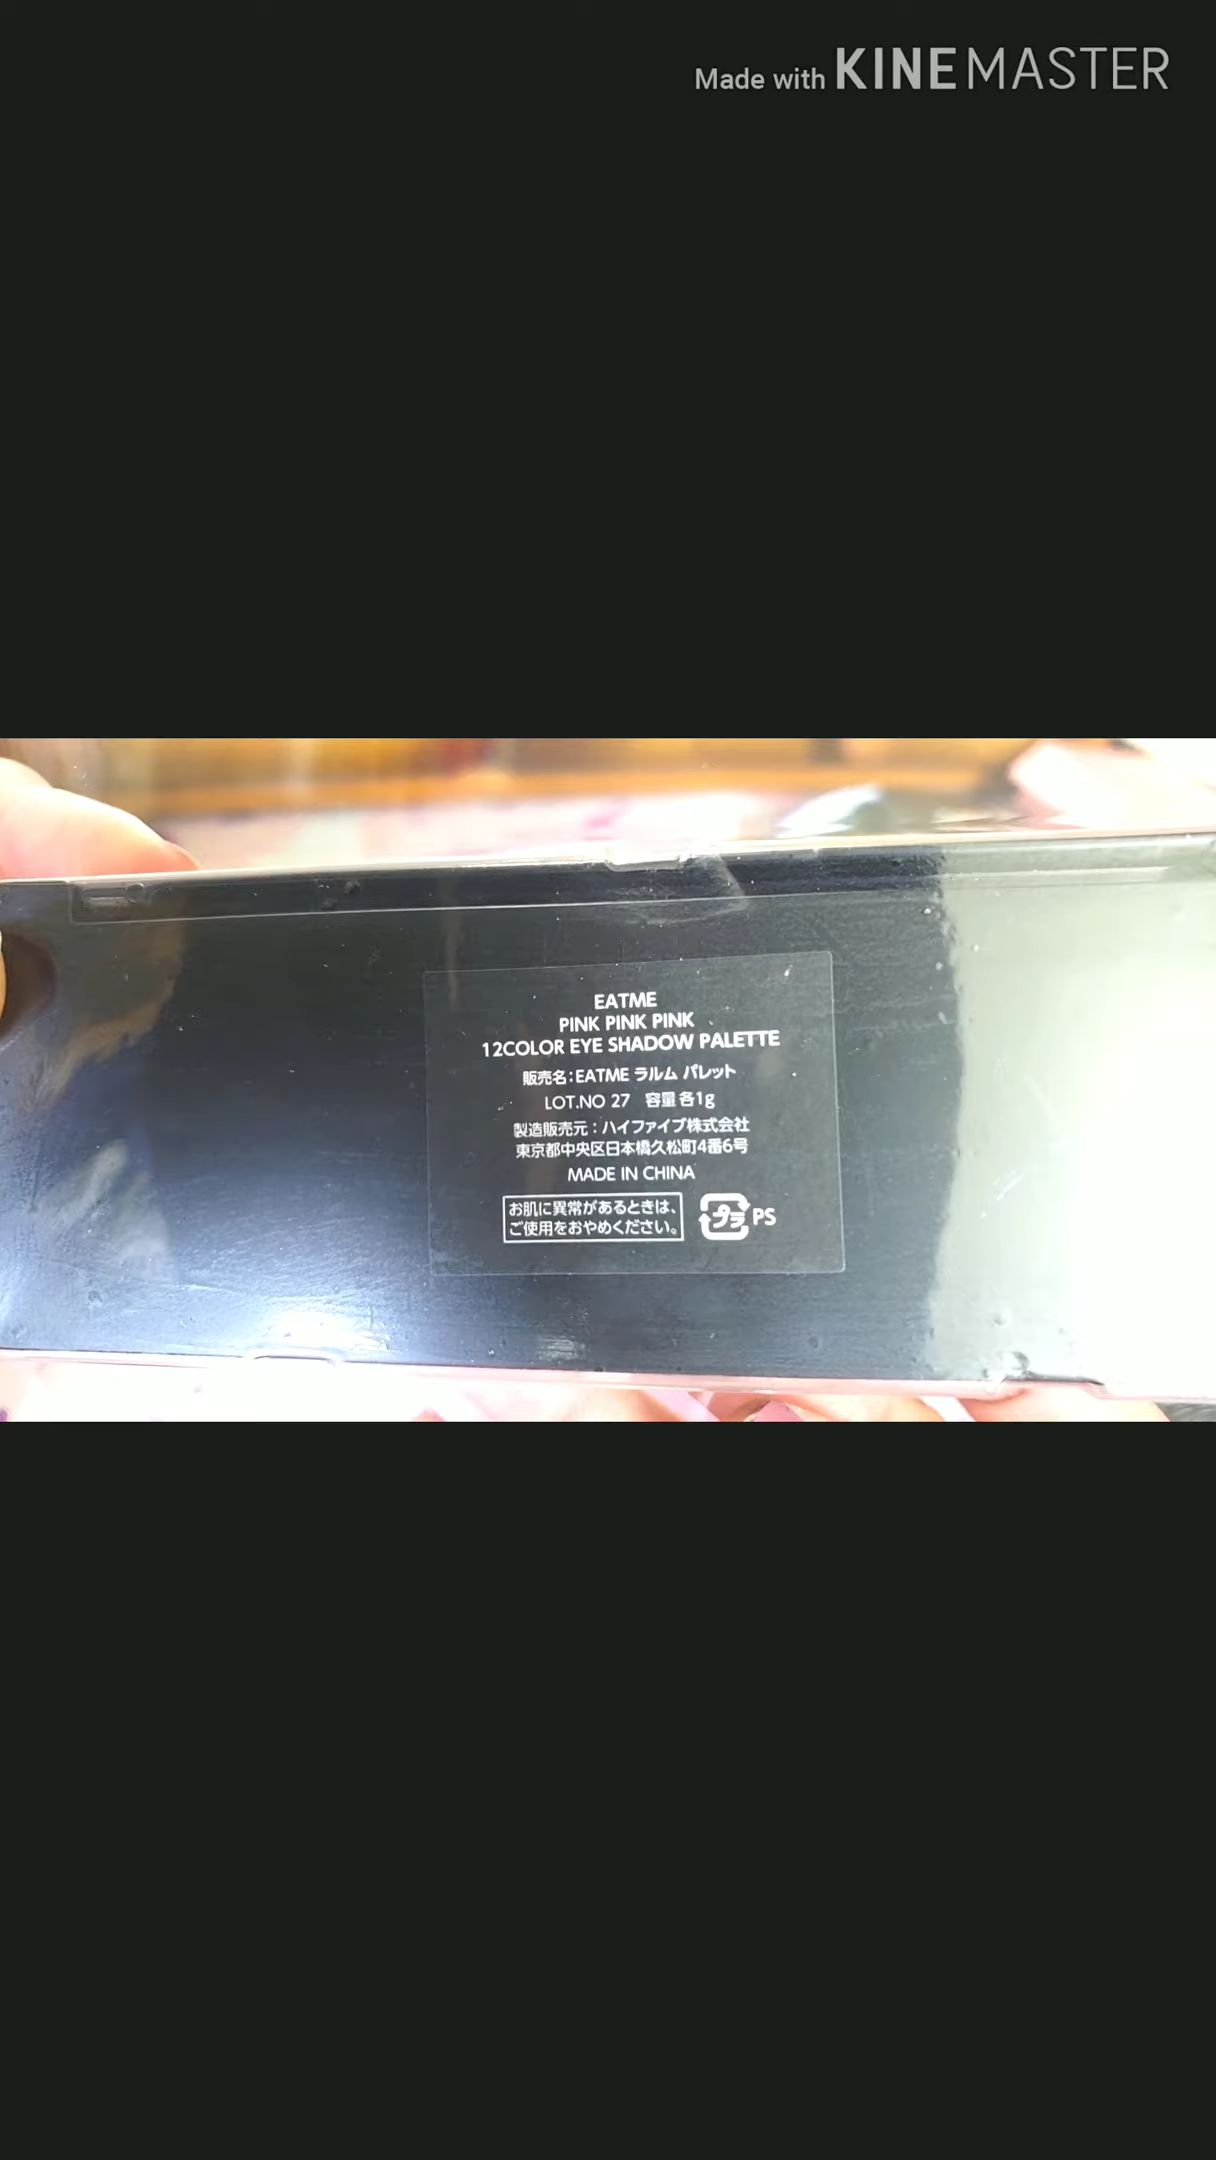 Made with KINEMASTER
EATME
PINK PINK PINK
12COLOR EYE SHADOW PALETTE
販売名:EATME ラルム パレット
LOT.NO 27 容量 各1g
製造販売元:ハイファイブ株式会社
東京都中央区日本橋久松町4番6号
MADE IN CHINA
お肌に異常があるときは、
ご使用をおやめください。
プラ PS